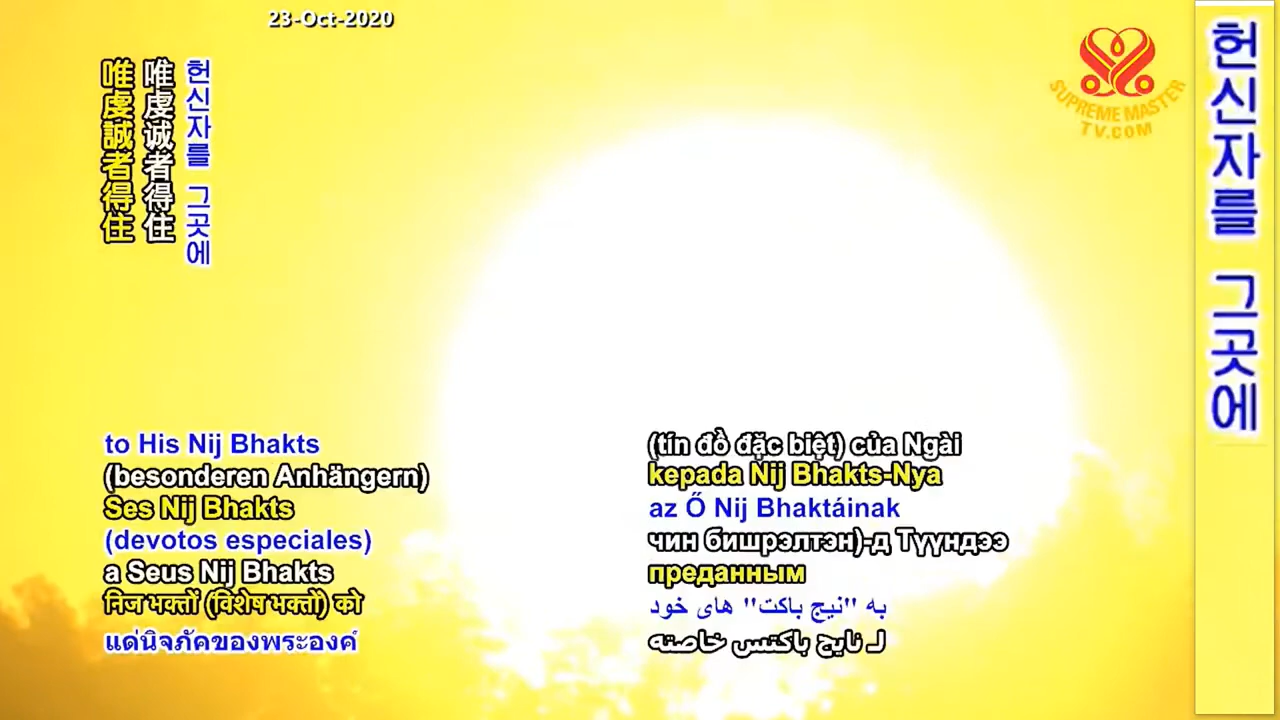 23-Oct-2020
SUPREME MASTER
TV.COM
헌신자를 그곳에
唯虔诚者得住
唯虔誠者得住
헌신자를 그곳에
to His Nij Bhakts
(besonderen Anhängern)
Ses Nij Bhakts
(devotos especiales)
a Seus Nij Bhakts
निज भक्तों (विशेष भक्तों) को
แด่นิจภัคของพระองค์
(tín đồ đặc biệt) của Ngài
kepada Nij Bhakts-Nya
az Ő Nij Bhaktáinak
чин бишрэлтэн)-д Түүндээ
преданным
به "نیج باکت" های خود
لـ نايج باكتس خاصته